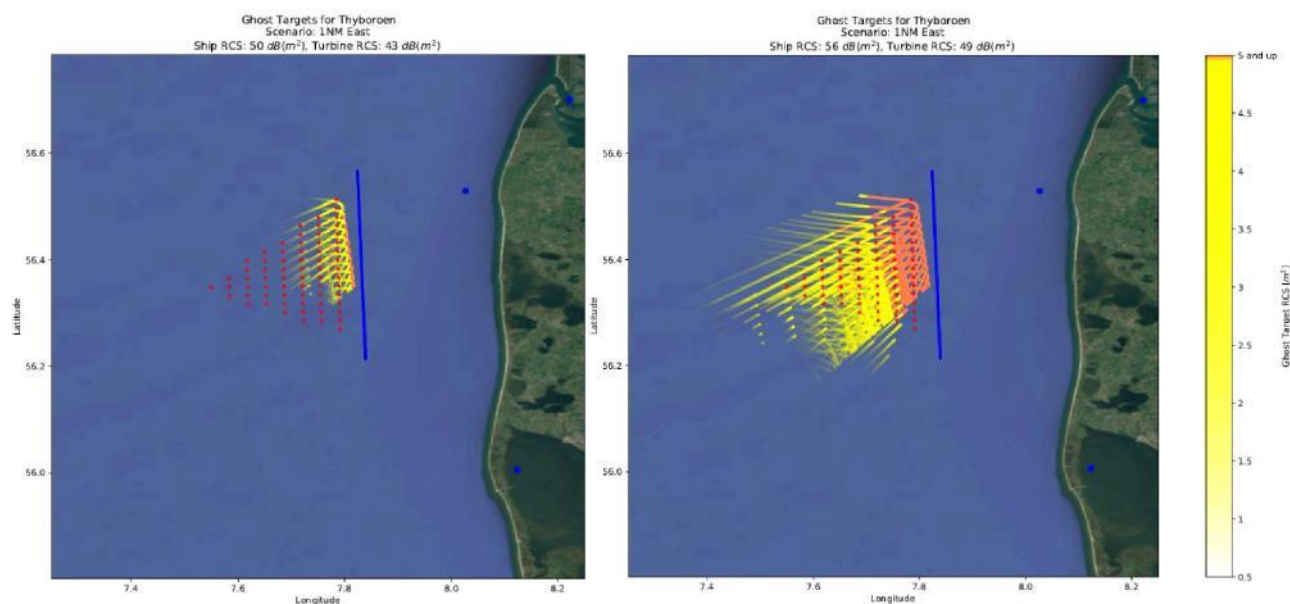 Ghost Targets for Thyboroen
Scenario: 1NM East
Ship RCS: 50 dB(m²), Turbine RCS: 43 dB(m²)
56.6
56.4
56.2
56.0
Latitude
7.4
7.6
7.8
8.0
8.2
Longitude
Ghost Targets for Thyboroen
Scenario: 1NM East
Ship RCS: 56 dB(m²), Turbine RCS: 49 dB(m²)
56.6
56.4
56.2
56.0
Latitude
7.4
7.6
7.8
8.0
8.2
Longitude
5 and up
4.5
4
3.5
3
2.5
2
1.5
1
0.5
Ghost Target RCS [m²]